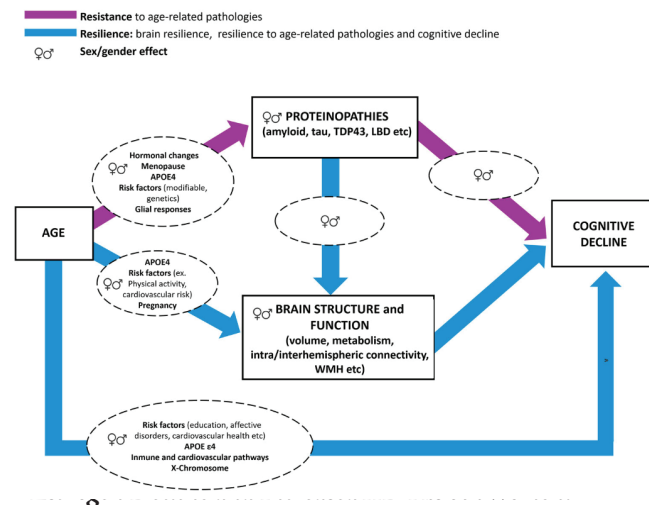 Resistance to age-related pathologies
Resilience: brain resilience, resilience to age-related pathologies and cognitive decline
♀♂ Sex/gender effect
♀♂ PROTEINOPATHIES
(amyloid, tau, TDP43, LBD etc)
Hormonal changes
Menopause
♀♂ APOE4
Risk factors (modifiable,
genetics)
Glial responses
♀♂
AGE
♀♂
COGNITIVE
DECLINE
APOE4
Risk factors (ex.
Physical activity,
♀♂ cardiovascular risk)
Pregnancy
♀♂ BRAIN STRUCTURE and
FUNCTION
(volume, metabolism,
intra/interhemispheric connectivity,
WMH etc)
Risk factors (education, affective
♀♂ disorders, cardiovascular health etc)
APOE ε4
Inmune and cardiovascular pathways
X-Chromosome